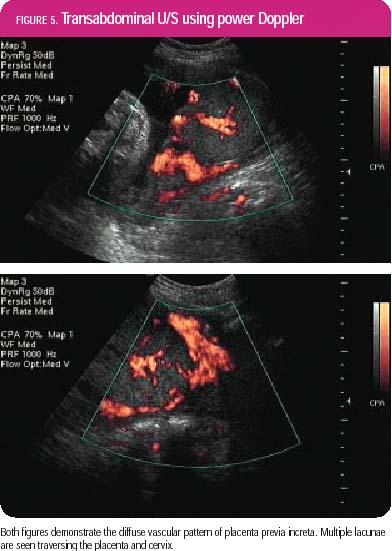 FIGURE 5. Transabdominal U/S using power Doppler
Map 3
DynRg 50dB
Persist Med
Fr Rate Med
CPA 70% Map 1
WF Med
PRF 1000 Hz
Flow Opt:Med V
CPA
Map 3
DynRg 50dB
Persist Med
Fr Rate Med
CPA 70% Map 1
WF Med
PRF 1000 Hz
Flow Opt:Med V
CPA
Both figures demonstrate the diffuse vascular pattern of placenta previa increta. Multiple lacunae
are seen traversing the placenta and cervix.